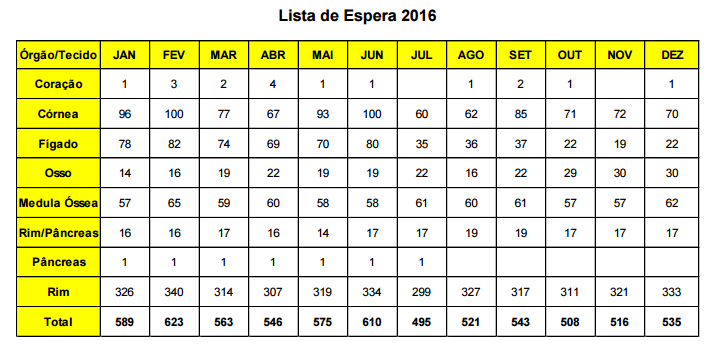 Lista de Espera 2016
Órgão/Tecido JAN FEV MAR ABR MAI JUN JUL AGO SET OUT NOV DEZ
Coração 1 3 2 4 1 1 1 2 1 1
Córnea 96 100 77 67 93 100 60 62 85 71 72 70
Fígado 78 82 74 69 70 80 35 36 37 22 19 22
Osso 14 16 19 22 19 19 22 16 22 29 30 30
Medula Óssea 57 65 59 60 58 58 61 60 61 57 57 62
Rim/Pâncreas 16 16 17 16 14 17 17 19 19 17 17 17
Pâncreas 1 1 1 1 1 1 1
Rim 326 340 314 307 319 334 299 327 317 311 321 333
Total 589 623 563 546 575 610 495 521 543 508 516 535